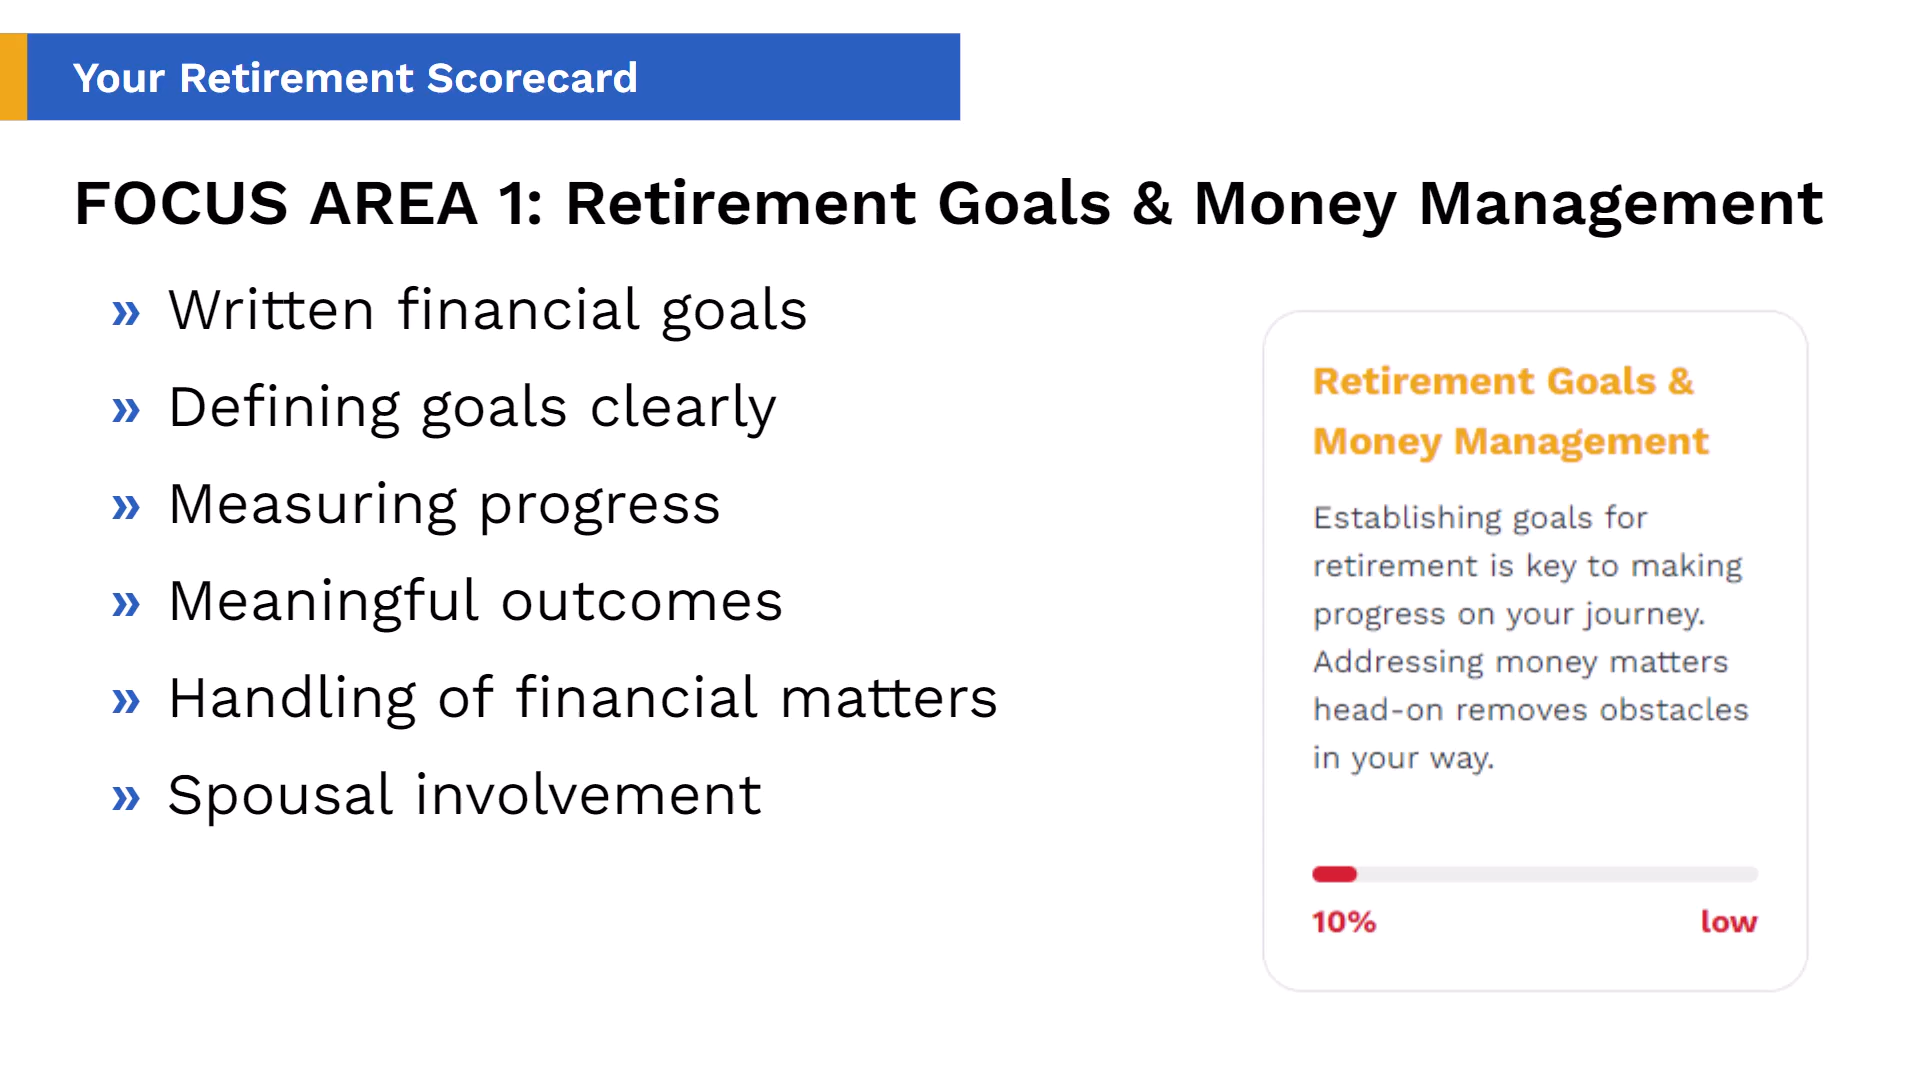 Your Retirement Scorecard
FOCUS AREA 1: Retirement Goals & Money Management
» Written financial goals
» Defining goals clearly
» Measuring progress
» Meaningful outcomes
» Handling of financial matters
» Spousal involvement
Retirement Goals &
Money Management
Establishing goals for
retirement is key to making
progress on your journey.
Addressing money matters
head-on removes obstacles
in your way.
10% low